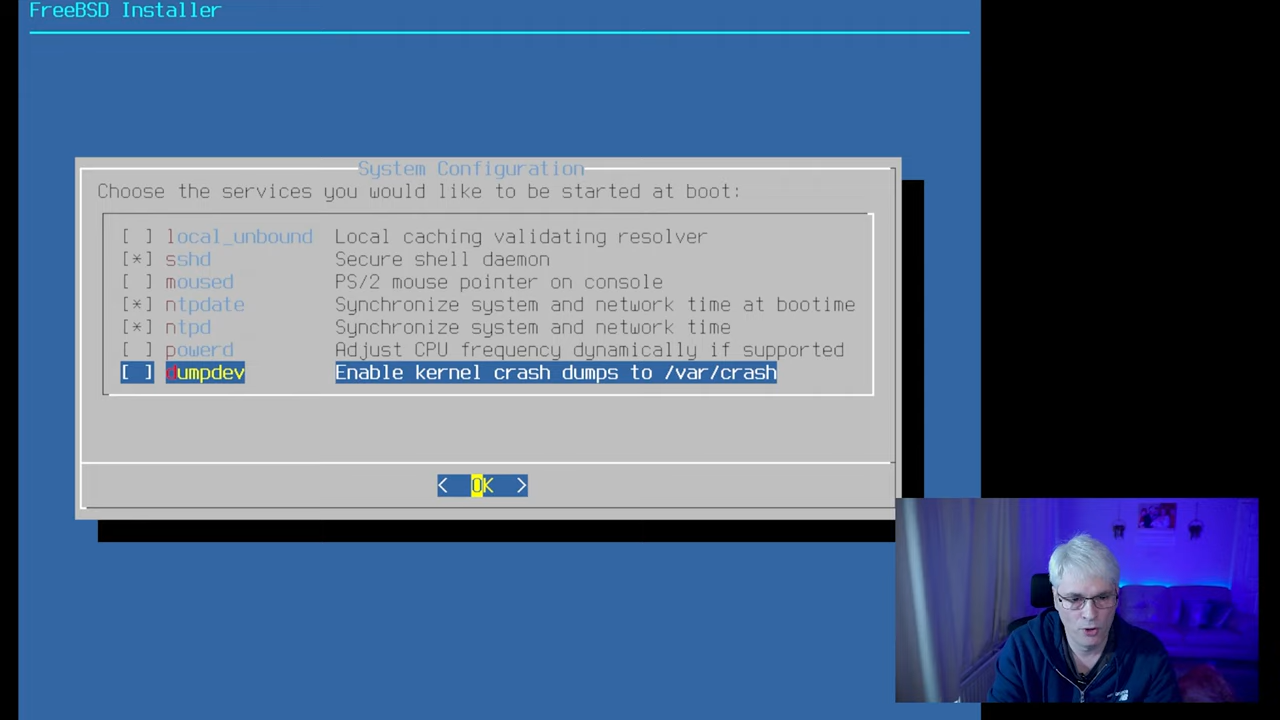 FreeBSD Installer
System Configuration
Choose the services you would like to be started at boot:
[ ] local_unbound Local caching validating resolver
[*] sshd Secure shell daemon
[ ] moused PS/2 mouse pointer on console
[*] ntpdate Synchronize system and network time at bootime
[*] ntpd Synchronize system and network time
[ ] powerd Adjust CPU frequency dynamically if supported
[ ] dumpdev Enable kernel crash dumps to /var/crash
< OK >